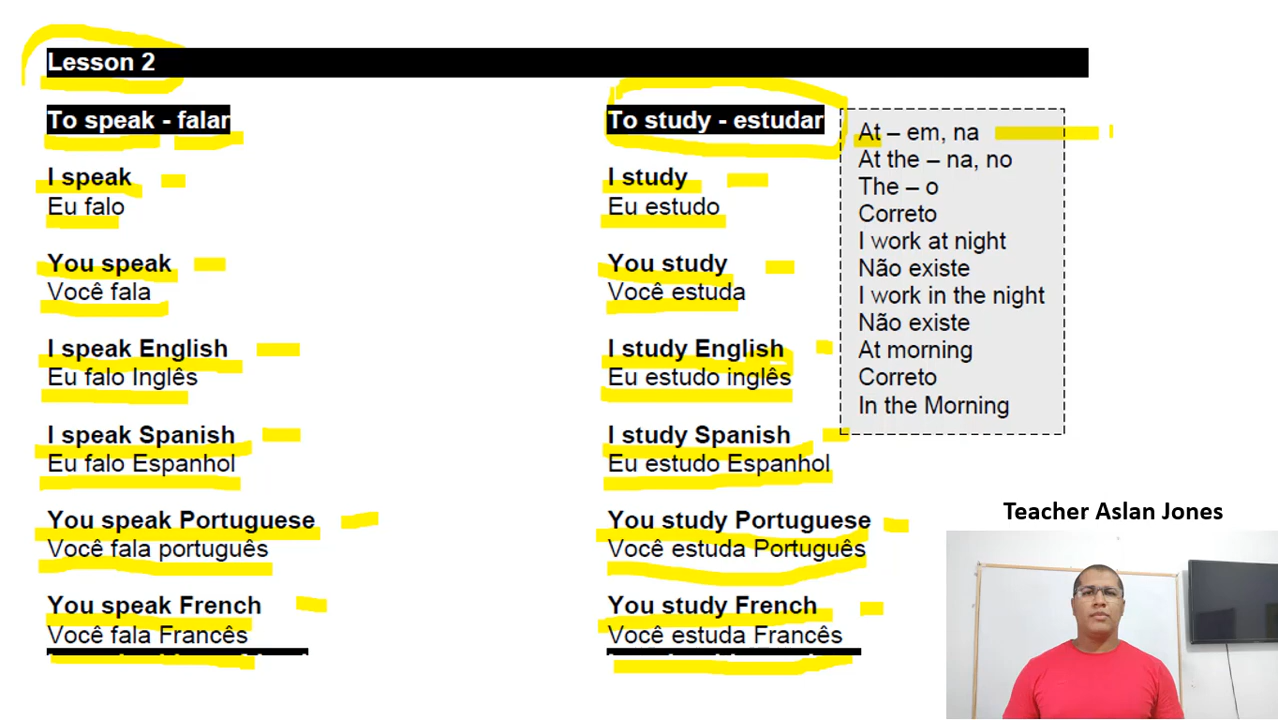 Lesson 2
To speak - falar
I speak
Eu falo
You speak
Você fala
I speak English
Eu falo Inglês
I speak Spanish
Eu falo Espanhol
You speak Portuguese
Você fala português
You speak French
Você fala Francês
To study - estudar
I study
Eu estudo
You study
Você estuda
I study English
Eu estudo inglês
I study Spanish
Eu estudo Espanhol
You study Portuguese
Você estuda Português
You study French
Você estuda Francês
At – em, na
At the – na, no
The – o
Correto
I work at night
Não existe
I work in the night
Não existe
At morning
Correto
In the Morning
Teacher Aslan Jones